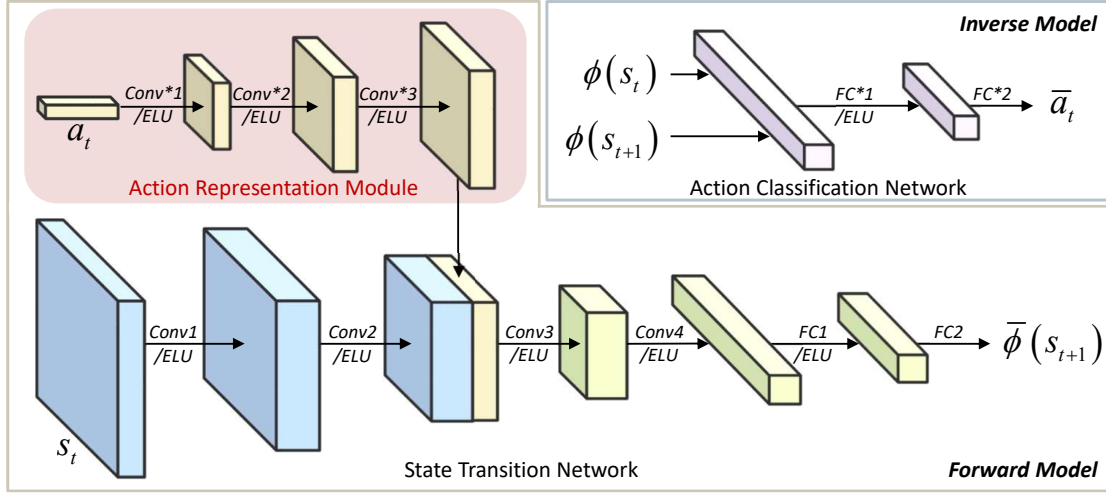 Inverse Model
Conv*1
/ELU
Conv*2
/ELU
Conv*3
/ELU
a_t
Action Representation Module
ϕ(s_t)
ϕ(s_{t+1})
FC*1
/ELU
FC*2
a̅_t
Action Classification Network
Conv1
/ELU
Conv2
/ELU
Conv3
/ELU
Conv4
/ELU
FC1
/ELU
FC2
ϕ̅(s_{t+1})
s_t
State Transition Network
Forward Model